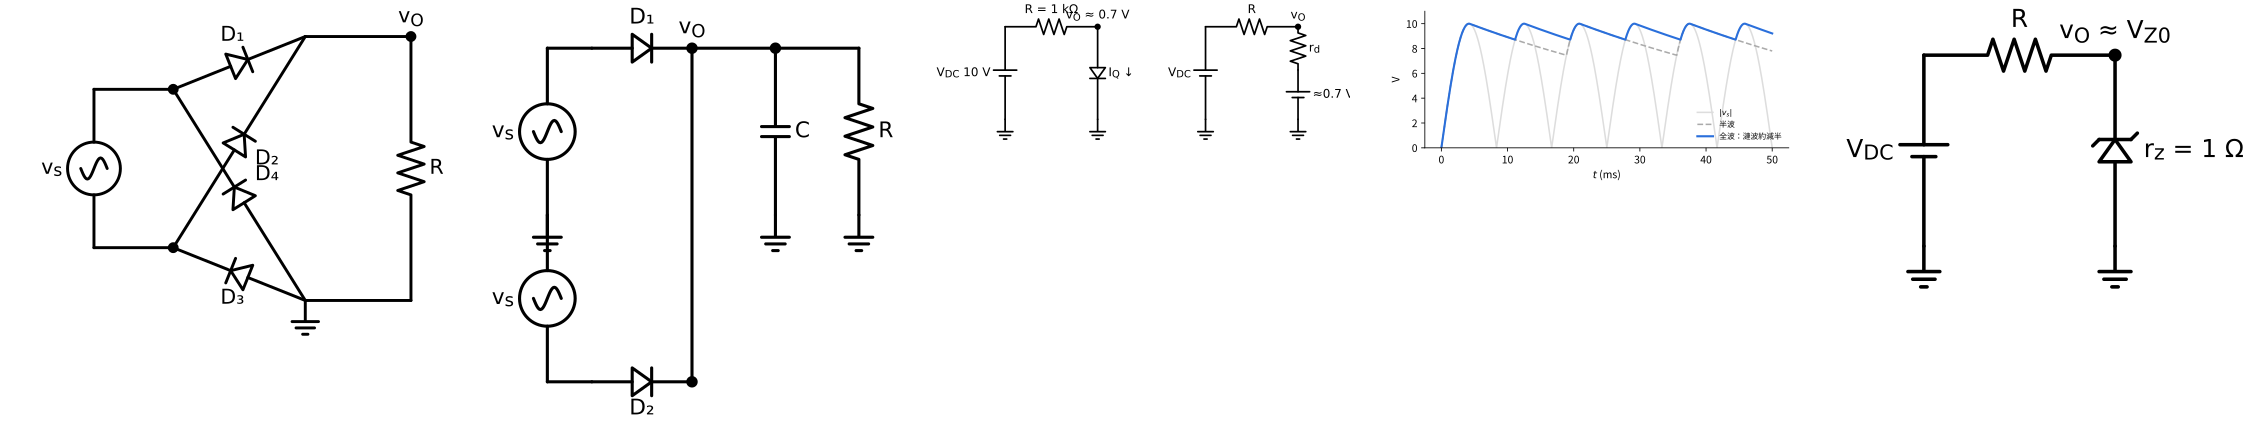 D₁
vO
vS
D₂
D₄
R
D₃
D₁
vO
vS
C
R
vS
D₂
R = 1 kΩ
vO ≈ 0.7 V
VDC 10 V
IQ ↓
R
vO
rd
VDC
≈0.7 V
V
10
8
6
4
2
0
0
10
20
30
40
50
t (ms)
|vₛ|
半波
全波：漣波約減半
R
vO ≈ VZ0
VDC
rZ = 1 Ω